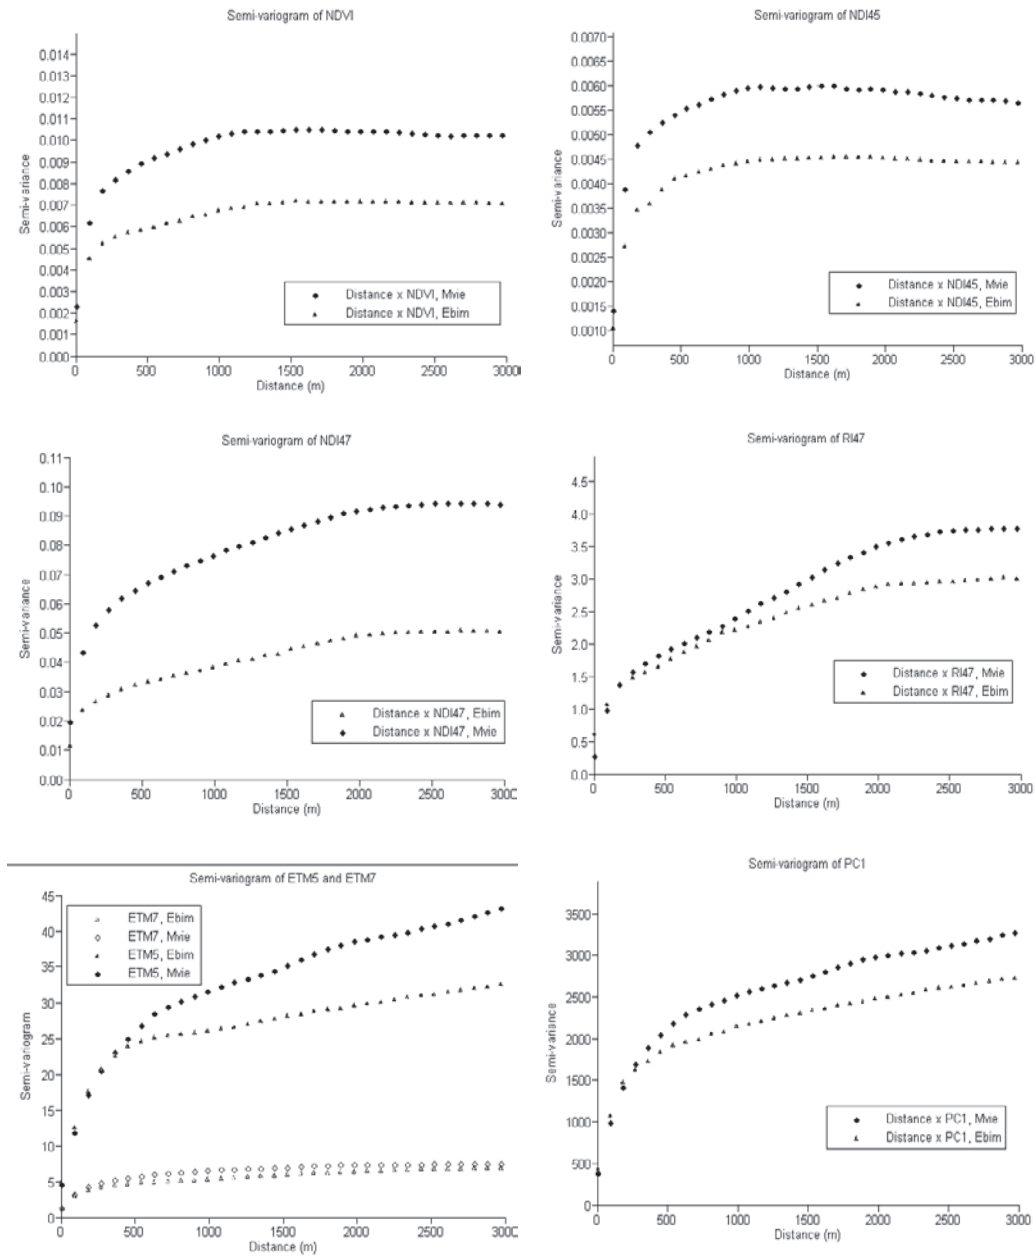 Semi-variogram of NDVI
0.014
0.013
0.012
0.011
0.010
0.009
0.008
0.007
0.006
0.005
0.004
0.003
0.002
0.001
0.000
Semi-variance
Distance x NDVI, Mvie
Distance x NDVI, Ebim
0 500 1000 1500 2000 2500 3000
Distance (m)
Semi-variogram of NDI45
0.0070
0.0065
0.0060
0.0055
0.0050
0.0045
0.0040
0.0035
0.0030
0.0025
0.0020
0.0015
0.0010
Semi-variance
Distance x NDI45, Mvie
Distance x NDI45, Ebim
0 500 1000 1500 2000 2500 3000
Distance (m)
Semi-variogram of NDI47
0.11
0.10
0.09
0.08
0.07
0.06
0.05
0.04
0.03
0.02
0.01
0.00
Semi-variance
Distance x NDI47, Ebim
Distance x NDI47, Mvie
0 500 1000 1500 2000 2500 3000
Distance (m)
Semi-variogram of RI47
4.5
4.0
3.5
3.0
2.5
2.0
1.5
1.0
0.5
0.0
Semi-variance
Distance x RI47, Mvie
Distance x RI47, Ebim
0 500 1000 1500 2000 2500 3000
Distance (m)
Semi-variogram of ETM5 and ETM7
45
40
35
30
25
20
15
10
5
0
Semi-variogram
ETM7, Ebim
ETM7, Mvie
ETM5, Ebim
ETM5, Mvie
0 500 1000 1500 2000 2500 3000
Distance (m)
Semi-variogram of PC1
3500
3000
2500
2000
1500
1000
500
0
Semi-variance
Distance x PC1, Mvie
Distance x PC1, Ebim
0 500 1000 1500 2000 2500 3000
Distance (m)